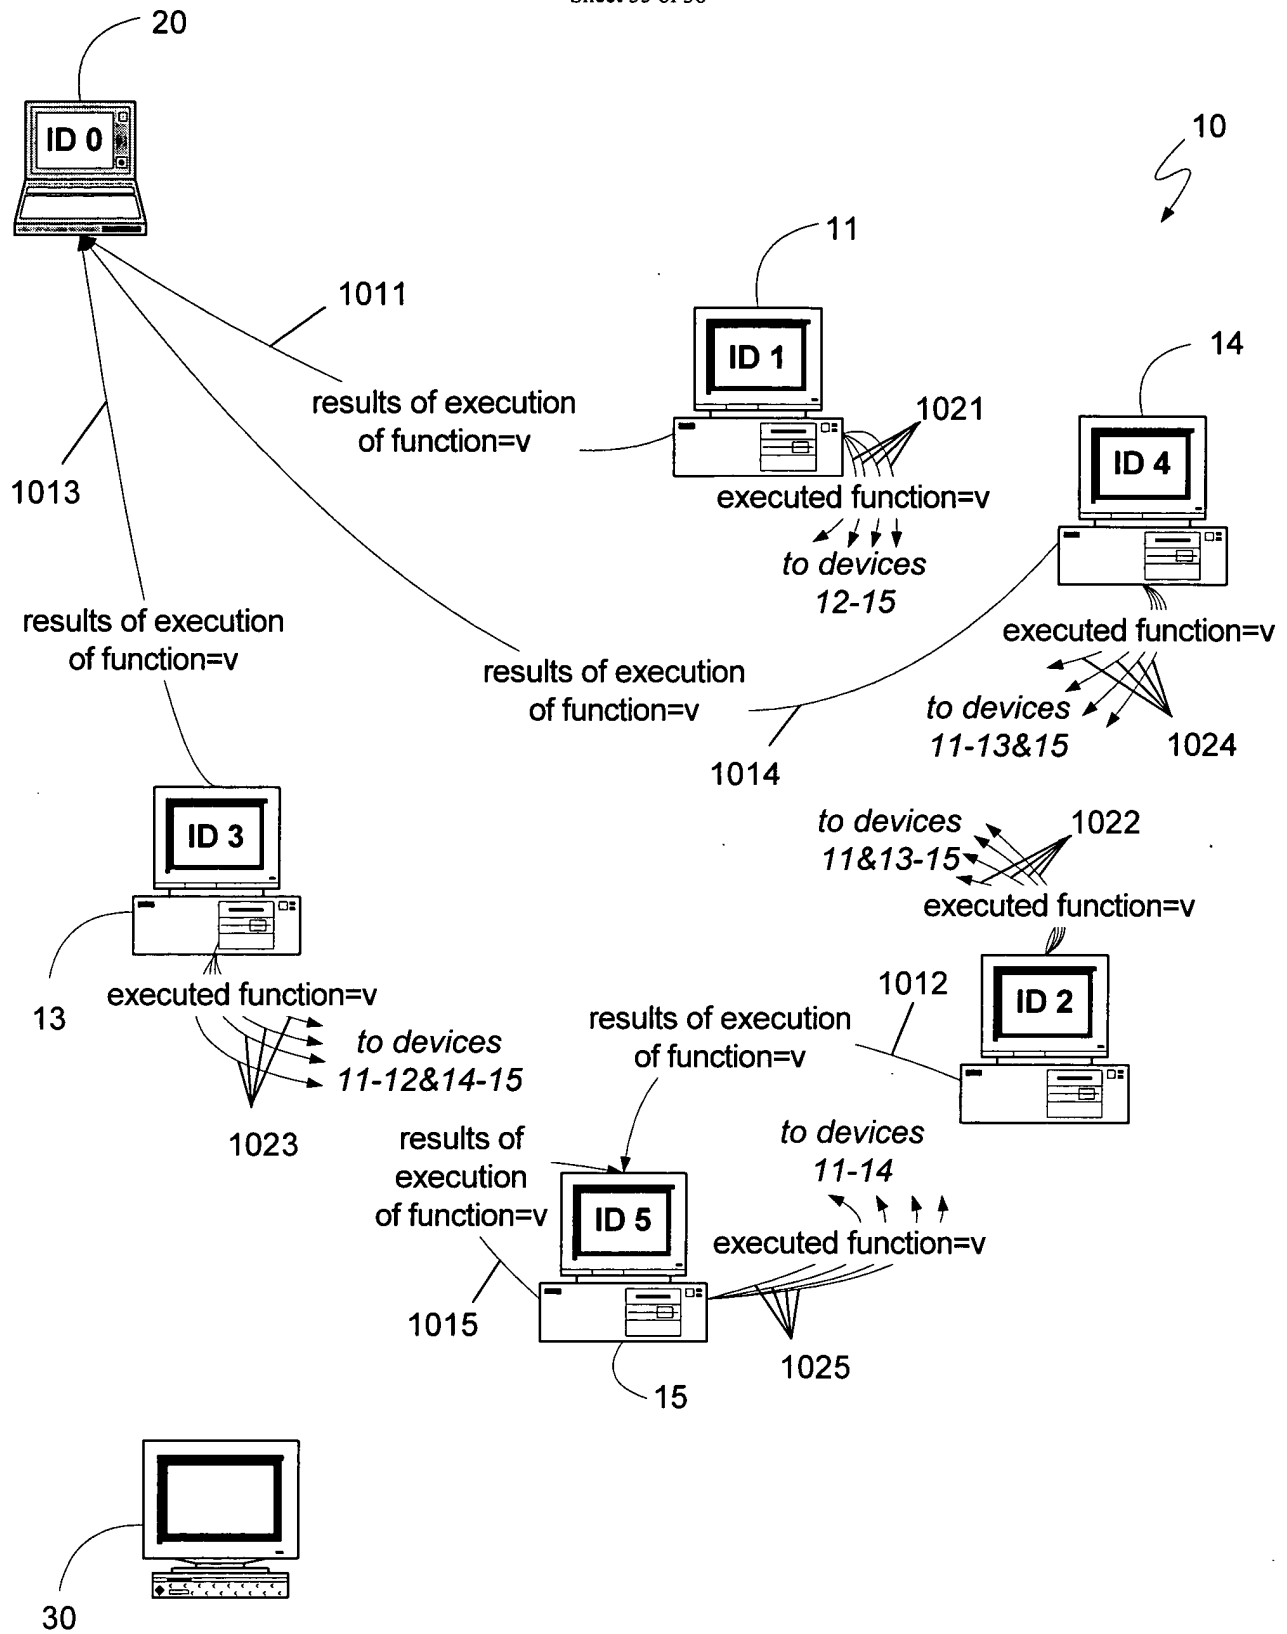 20
ID 0
10
11
1011
ID 1
14
results of execution
of function=v
1021
ID 4
1013
executed function=v
to devices
12-15
results of execution
of function=v
executed function=v
results of execution
of function=v
to devices
11-13&15
1024
1014
ID 3
to devices
11&13-15
1022
executed function=v
13
executed function=v
1012
ID 2
results of execution
of function=v
to devices
11-12&14-15
1023
results of
execution
of function=v
to devices
11-14
ID 5
executed function=v
1015
1025
15
30